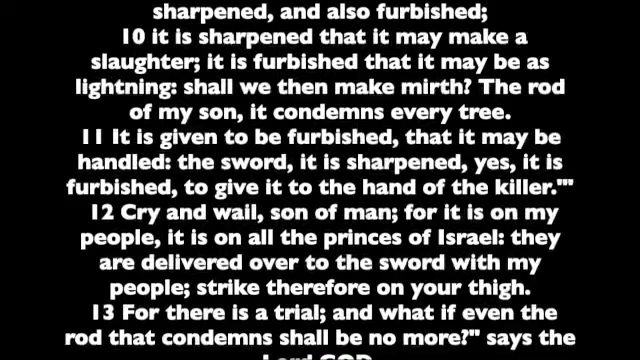 sharpened, and also furbished;
10 it is sharpened that it may make a
slaughter; it is furbished that it may be as
lightning: shall we then make mirth? The rod
of my son, it condemns every tree.
11 It is given to be furbished, that it may be
handled: the sword, it is sharpened, yes, it is
furbished, to give it to the hand of the killer."'
12 Cry and wail, son of man; for it is on my
people, it is on all the princes of Israel: they
are delivered over to the sword with my
people; strike therefore on your thigh.
13 For there is a trial; and what if even the
rod that condemns shall be no more?" says the
Lord GOD